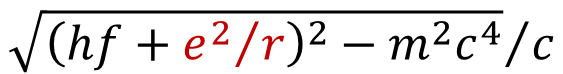 √((hf + e²/r)² − m²c⁴)/c